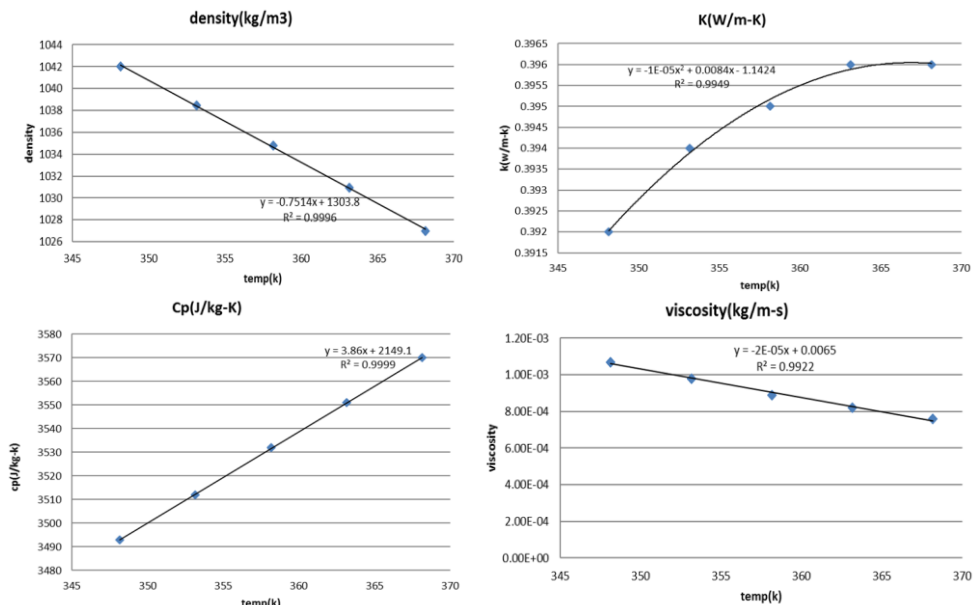 density(kg/m3)
1044
1042
1040
1038
1036
1034
1032
1030
1028
1026
density
y = -0.7514x + 1303.8
R² = 0.9996
345 350 355 360 365 370
temp(k)
K(W/m-K)
0.3965
0.396
0.3955
0.395
0.3945
0.394
0.3935
0.393
0.3925
0.392
0.3915
k(w/m-k)
y = -1E-05x² + 0.0084x - 1.1424
R² = 0.9949
345 350 355 360 365 370
temp(k)
Cp(J/kg-K)
3580
3570
3560
3550
3540
3530
3520
3510
3500
3490
3480
cp(J/kg-k)
y = 3.86x + 2149.1
R² = 0.9999
345 350 355 360 365 370
temp(k)
viscosity(kg/m-s)
1.20E-03
1.00E-03
8.00E-04
6.00E-04
4.00E-04
2.00E-04
0.00E+00
viscosity
y = -2E-05x + 0.0065
R² = 0.9922
345 350 355 360 365 370
temp(k)